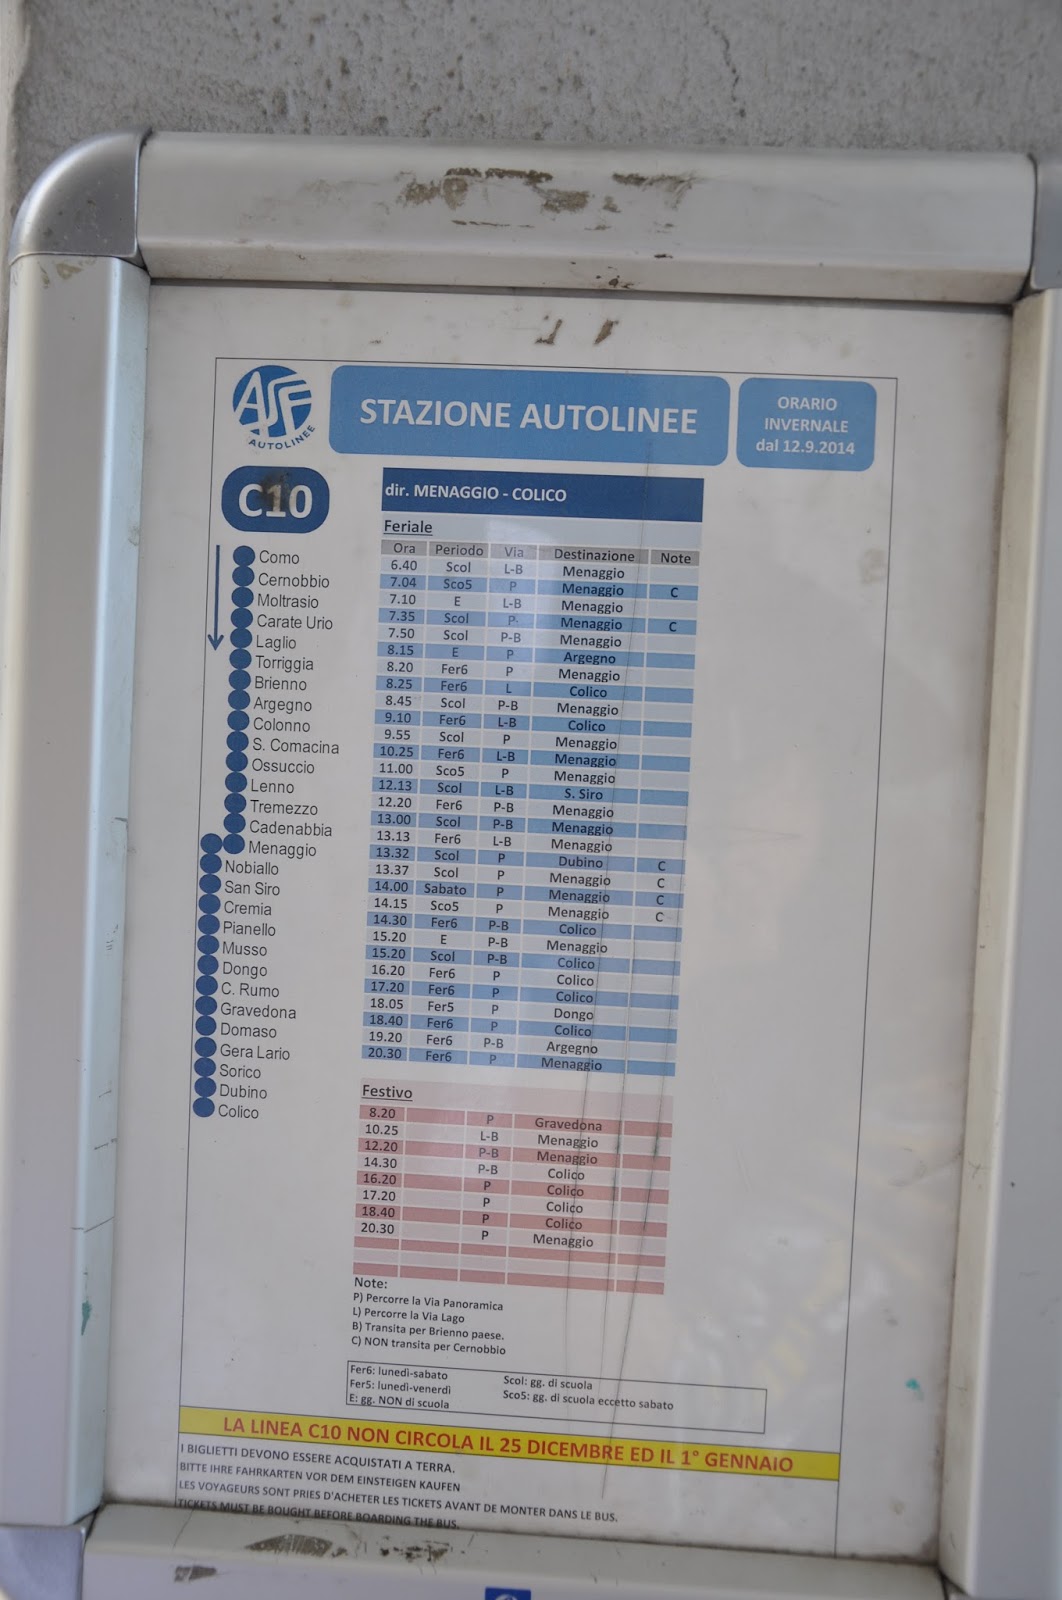 ASF
AUTOLINEE
STAZIONE AUTOLINEE
ORARIO
INVERNALE
dal 12.9.2014
C10
Como
Cernobbio
Moltrasio
Carate Urio
Laglio
Torriggia
Brienno
Argegno
Colonno
S. Comacina
Ossuccio
Lenno
Tremezzo
Cadenabbia
Menaggio
Nobiallo
San Siro
Cremia
Pianello
Musso
Dongo
C. Rumo
Gravedona
Domaso
Gera Lario
Sorico
Dubino
Colico
dir. MENAGGIO - COLICO
Feriale
Ora Periodo Via Destinazione Note
6.40 Scol L-B Menaggio
7.04 Sco5 P Menaggio C
7.10 E L-B Menaggio
7.35 Scol P Menaggio C
7.50 Scol P-B Menaggio
8.15 E P Argegno
8.20 Fer6 P Menaggio
8.25 Fer6 L Colico
8.45 Scol P-B Menaggio
9.10 Fer6 L-B Colico
9.55 Scol P Menaggio
10.25 Fer6 L-B Menaggio
11.00 Sco5 P Menaggio
12.13 Scol L-B S. Siro
12.20 Fer6 P-B Menaggio
13.00 Scol P-B Menaggio
13.13 Fer6 L-B Menaggio
13.32 Scol P Dubino C
13.37 Scol P Menaggio C
14.00 Sabato P Menaggio C
14.15 Sco5 P Menaggio C
14.30 Fer6 P-B Colico
15.20 E P-B Menaggio
15.20 Scol P-B Colico
16.20 Fer6 P Colico
17.20 Fer6 P Colico
18.05 Fer5 P Dongo
18.40 Fer6 P Colico
19.20 Fer6 P-B Argegno
20.30 Fer6 P Menaggio
Festivo
8.20 P Gravedona
10.25 L-B Menaggio
12.20 P-B Menaggio
14.30 P-B Colico
16.20 P Colico
17.20 P Colico
18.40 P Colico
20.30 P Menaggio
Note:
P) Percorre la Via Panoramica
L) Percorre la Via Lago
B) Transita per Brienno paese.
C) NON transita per Cernobbio
Fer6: lunedì-sabato Scol: gg. di scuola
Fer5: lunedì-venerdì Sco5: gg. di scuola eccetto sabato
E: gg. NON di scuola
LA LINEA C10 NON CIRCOLA IL 25 DICEMBRE ED IL 1° GENNAIO
I BIGLIETTI DEVONO ESSERE ACQUISTATI A TERRA.
BITTE IHRE FAHRKARTEN VOR DEM EINSTEIGEN KAUFEN
LES VOYAGEURS SONT PRIES D'ACHETER LES TICKETS AVANT DE MONTER DANS LE BUS.
TICKETS MUST BE BOUGHT BEFORE BOARDING THE BUS.